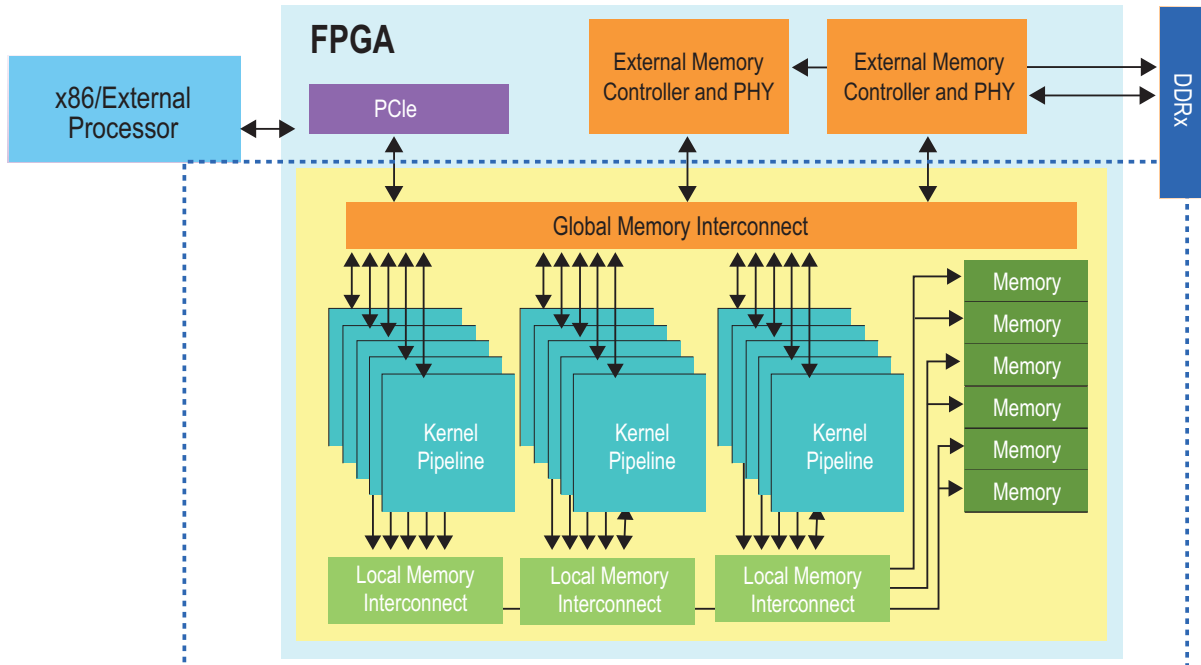 FPGA
x86/External
Processor
PCIe
External Memory
Controller and PHY
External Memory
Controller and PHY
DDRx
Global Memory Interconnect
Kernel
Pipeline
Kernel
Pipeline
Kernel
Pipeline
Memory
Memory
Memory
Memory
Memory
Memory
Local Memory
Interconnect
Local Memory
Interconnect
Local Memory
Interconnect